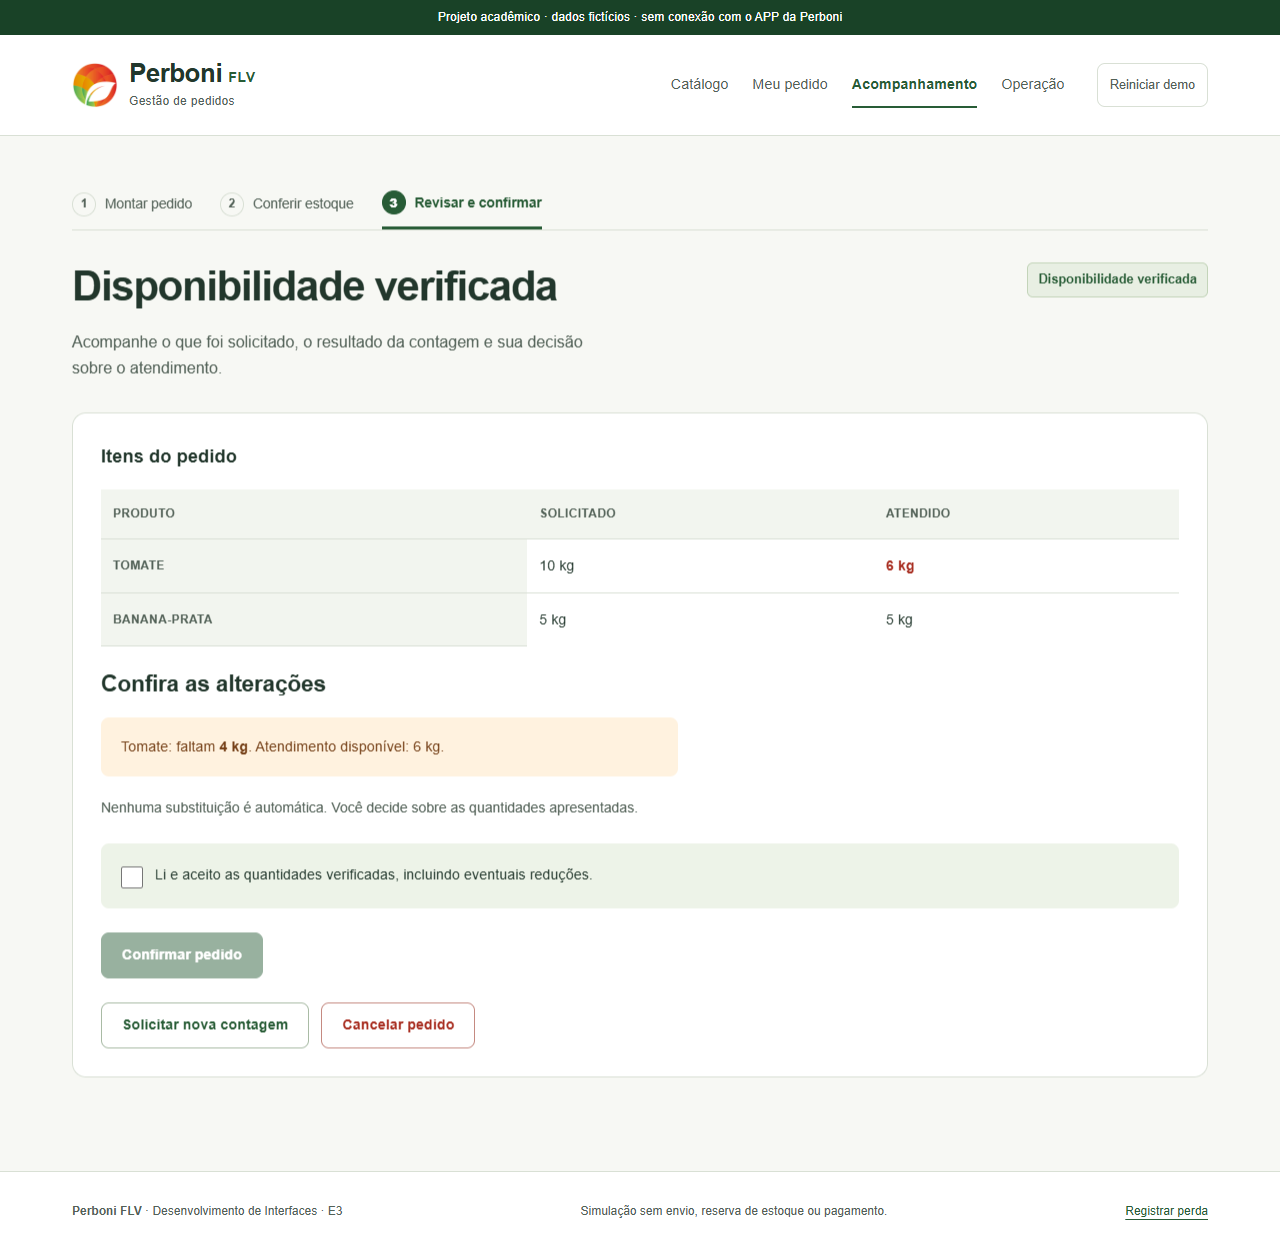 Projeto acadêmico · dados fictícios · sem conexão com o APP da Perboni
Perboni FLV
Gestão de pedidos
Catálogo
Meu pedido
Acompanhamento
Operação
Reiniciar demo
1 Montar pedido
2 Conferir estoque
3 Revisar e confirmar
Disponibilidade verificada
Disponibilidade verificada
Acompanhe o que foi solicitado, o resultado da contagem e sua decisão
sobre o atendimento.
Itens do pedido
PRODUTO SOLICITADO ATENDIDO
TOMATE 10 kg 6 kg
BANANA-PRATA 5 kg 5 kg
Confira as alterações
Tomate: faltam 4 kg. Atendimento disponível: 6 kg.
Nenhuma substituição é automática. Você decide sobre as quantidades apresentadas.
Li e aceito as quantidades verificadas, incluindo eventuais reduções.
Confirmar pedido
Solicitar nova contagem
Cancelar pedido
Perboni FLV · Desenvolvimento de Interfaces · E3
Simulação sem envio, reserva de estoque ou pagamento.
Registrar perda